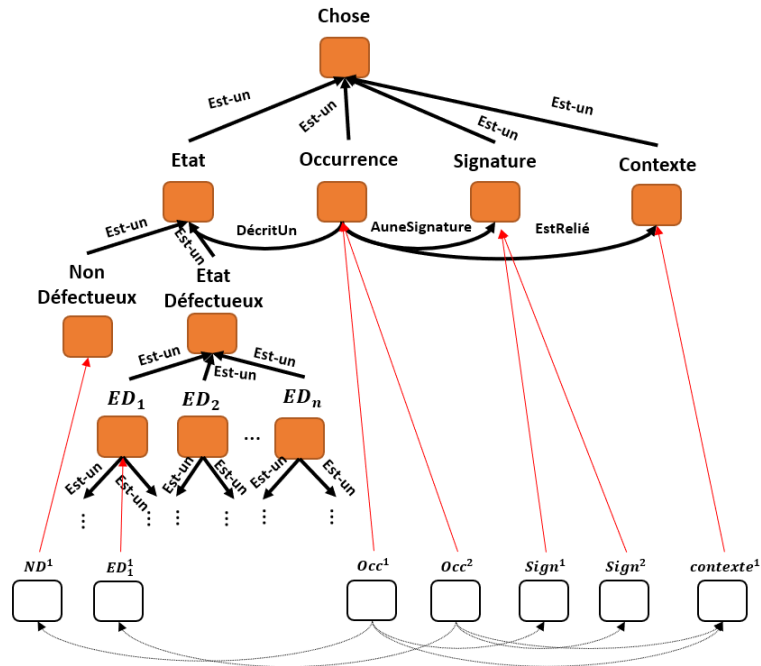 Chose
Est-un
Est-un
Est-un
Est-un
Etat
Occurrence
Signature
Contexte
Est-un
Est-un
DécritUn
AuneSignature
EstRelié
Non
Défectueux
Etat
Défectueux
Est-un
Est-un
Est-un
ED₁
ED₂
EDₙ
...
Est-un
Est-un
Est-un
Est-un
Est-un
Est-un
⋮
⋮
⋮
⋮
⋮
⋮
ND¹
ED₁¹
Occ¹
Occ²
Sign¹
Sign²
contexte¹